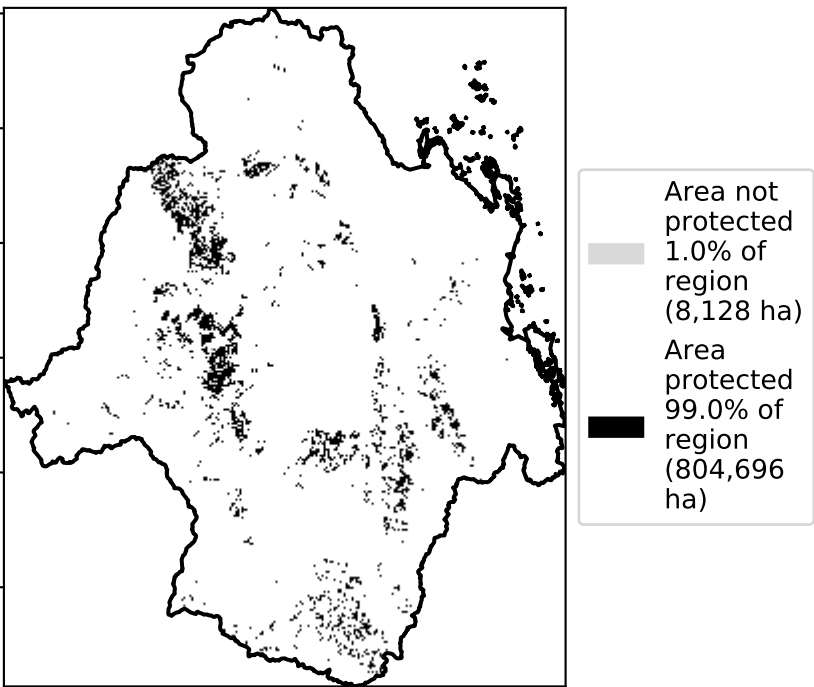 Area not
protected
1.0% of
region
(8,128 ha)
Area
protected
99.0% of
region
(804,696
ha)